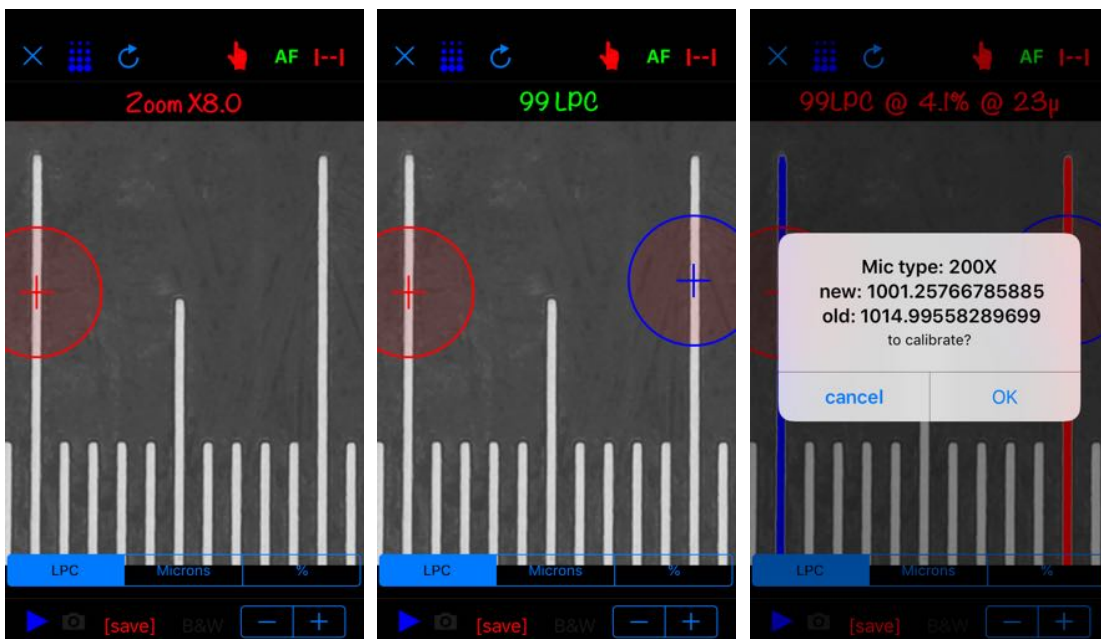 AF |--|
Zoom X8.0
LPC Microns %
[save] B&W − +
AF |--|
99 LPC
LPC Microns %
[save] B&W − +
AF |--|
99LPC @ 4.1% @ 23µ
Mic type: 200X
new: 1001.25766785885
old: 1014.99558289699
to calibrate?
cancel OK
LPC Microns %
[save] B&W − +